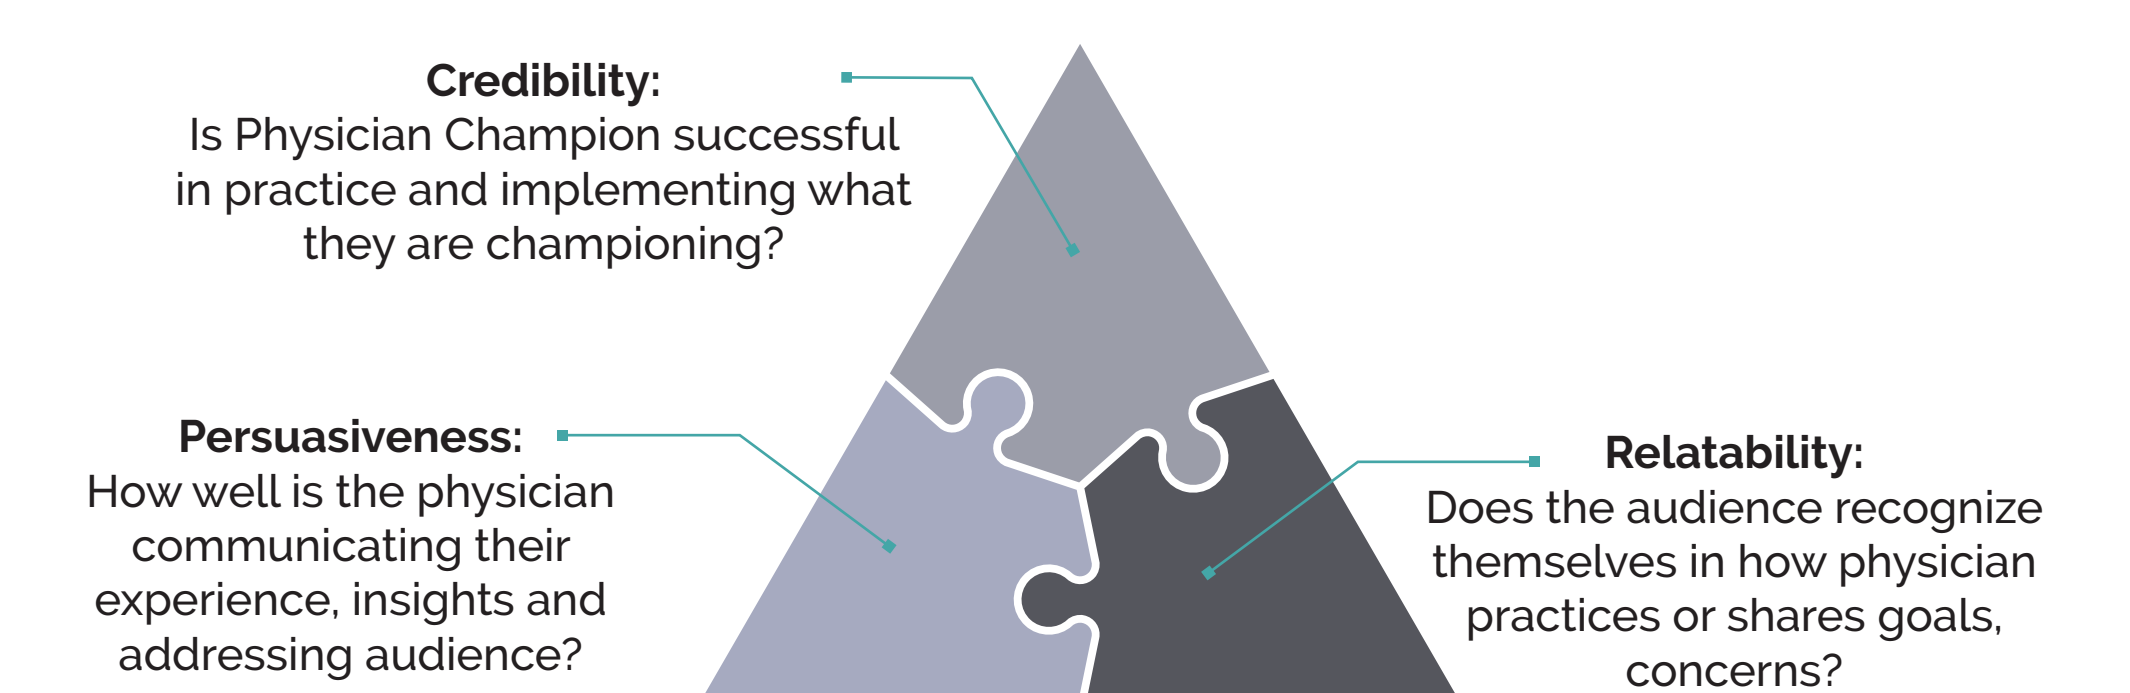 Credibility:
Is Physician Champion successful
in practice and implementing what
they are championing?
Persuasiveness:
How well is the physician
communicating their
experience, insights and
addressing audience?
Relatability:
Does the audience recognize
themselves in how physician
practices or shares goals,
concerns?